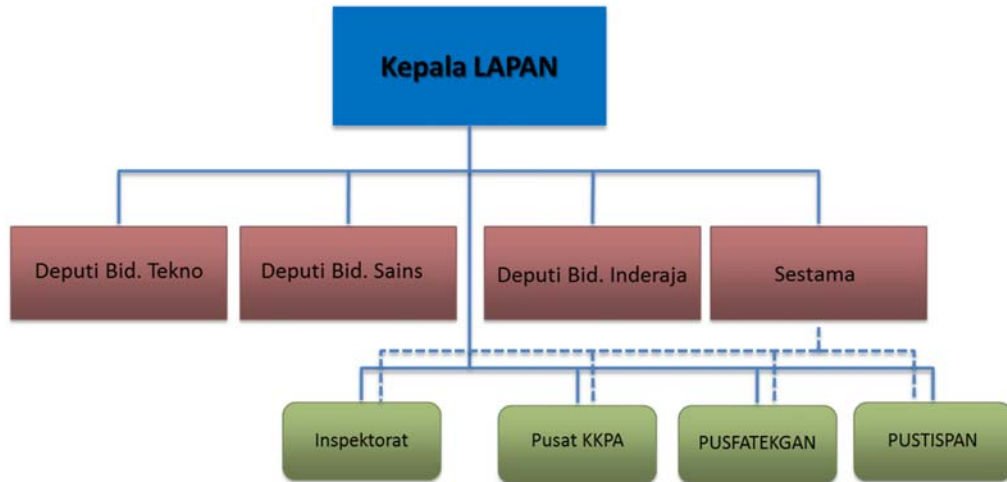 Kepala LAPAN
Deputi Bid. Tekno
Deputi Bid. Sains
Deputi Bid. Inderaja
Sestama
Inspektorat
Pusat KKPA
PUSFATEKGAN
PUSTISPAN